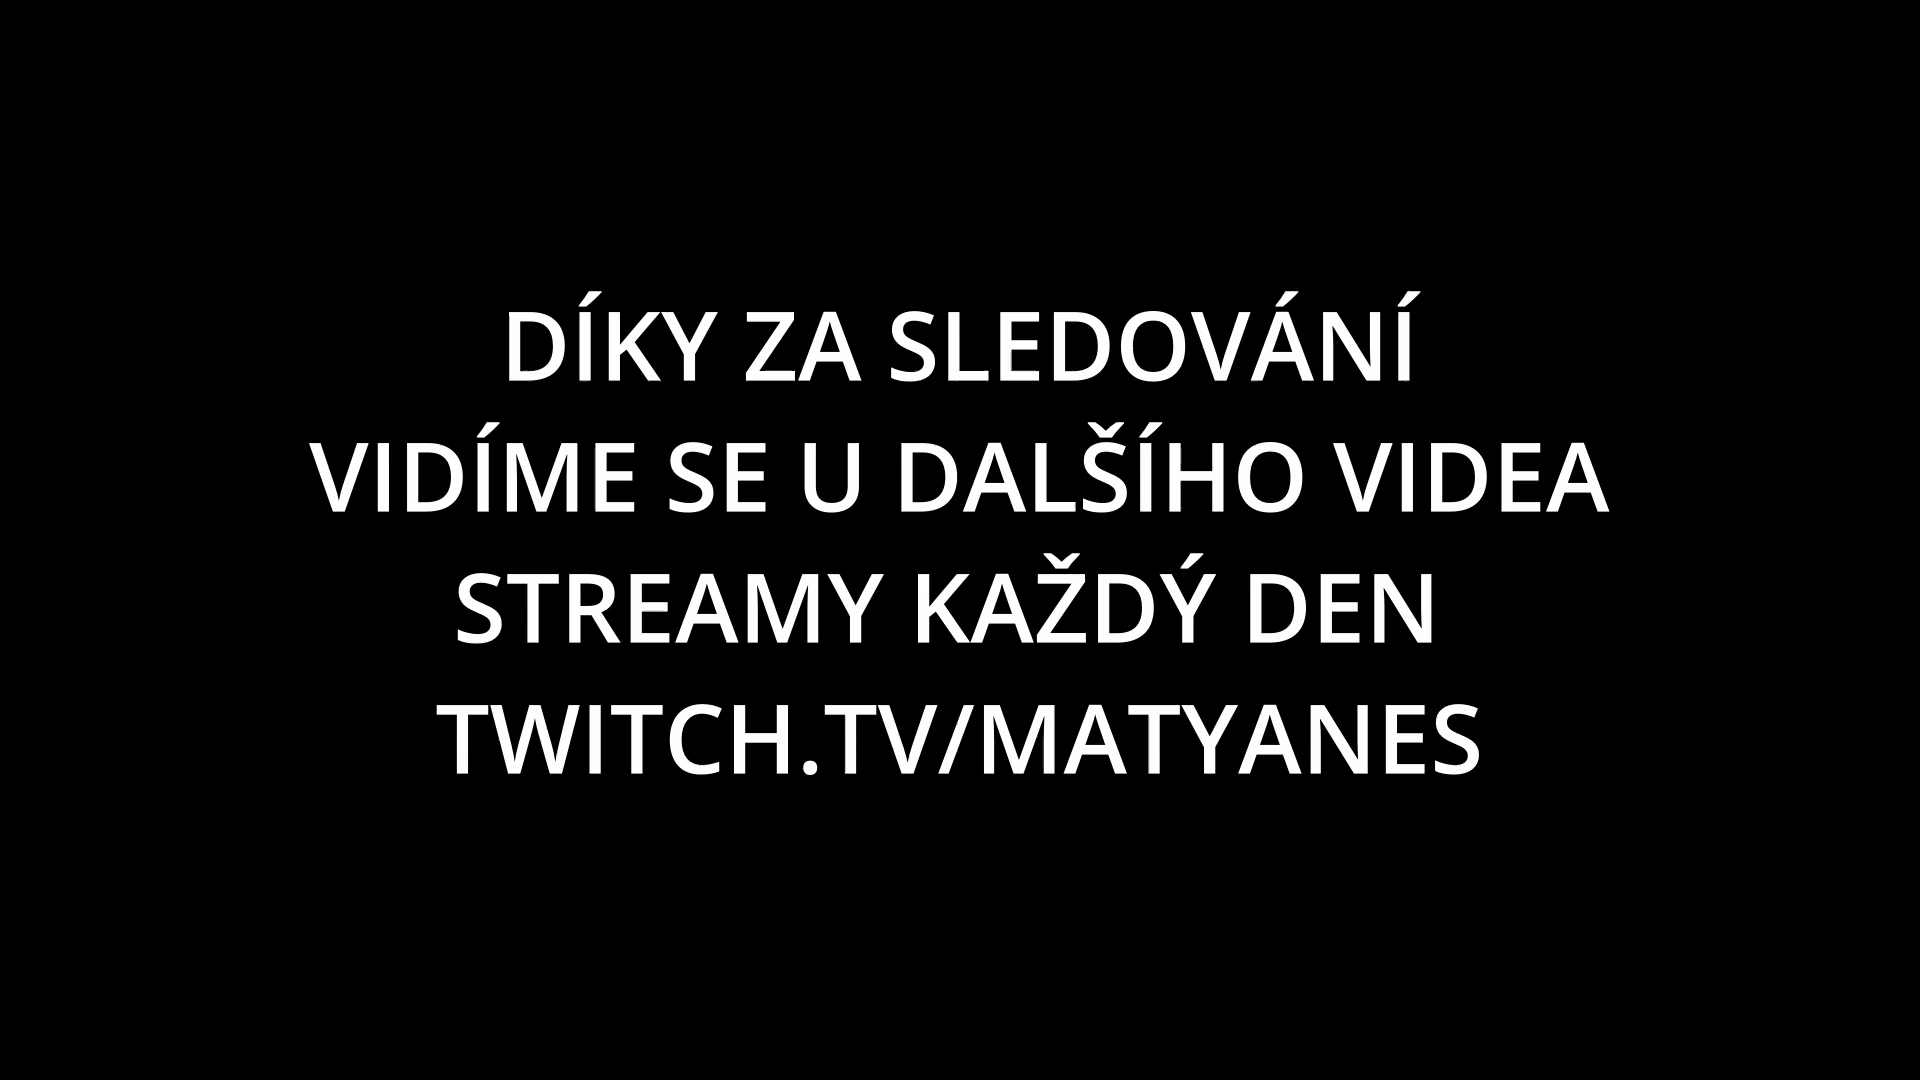 DÍKY ZA SLEDOVÁNÍ
VIDÍME SE U DALŠÍHO VIDEA
STREAMY KAŽDÝ DEN
TWITCH.TV/MATYANES